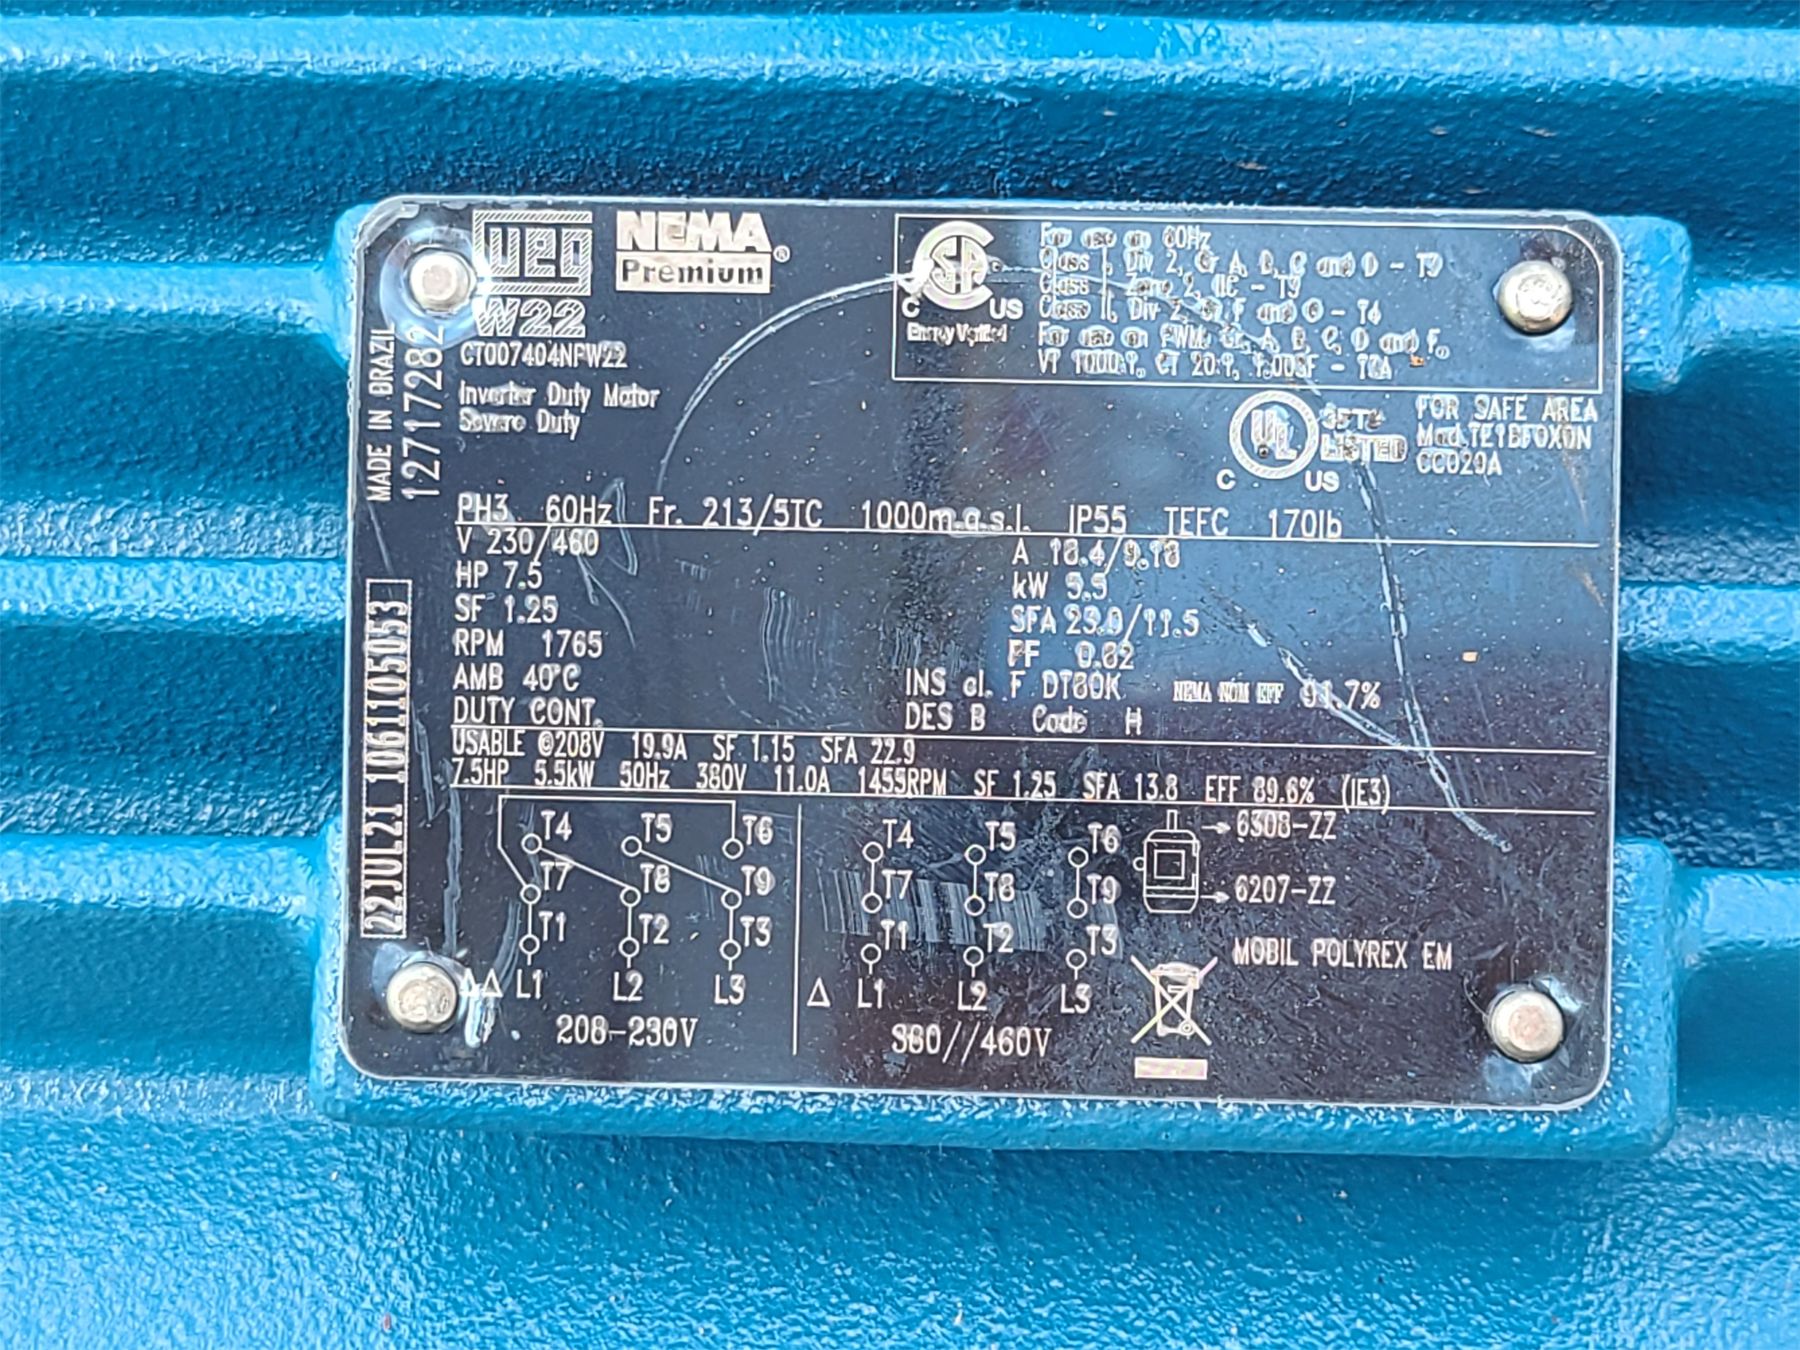 WEG
W22
NEMA
Premium ®
CT007404NPW22
Inverter Duty Motor
Severe Duty
MADE IN BRAZIL
12717282
22JUL21 1061105053
C US
Energy Verified
For use on 60Hz
Class I, Div 2, Gr A, B, C and D - T3
Class I Zone 2, IIC - T3
Class II, Div 2, Gr F and G - T4
For use on PWM: Gr. A, B, C, D and F,
VT 1000:1, CT 20:1,
UL
C US
LISTED
FOR SAFE AREA
CC029A
PH3 60Hz Fr. 213/5TC 1000m.a.s.l. IP55 TEFC 170lb
V 230/460 A 18.4/9.18
HP 7.5 kW 5.5
SF 1.25 SFA 23.0/11.5
RPM 1765 PF 0.82
AMB 40°C INS cl. F DT80K NEMA NOM EFF 91.7%
DUTY CONT. DES B Code H
USABLE @208V 19.9A SF 1.15 SFA 22.9
7.5HP 5.5kW 50Hz 380V 11.0A 1455RPM SF 1.25 SFA 13.8 EFF 89.6% (IE3)
T4 T5 T6
T7 T8 T9
T1 T2 T3
ΔΔ L1 L2 L3
208-230V
T4 T5 T6
T7 T8 T9
T1 T2 T3
Δ L1 L2 L3
380//460V
6308-ZZ
6207-ZZ
MOBIL POLYREX EM